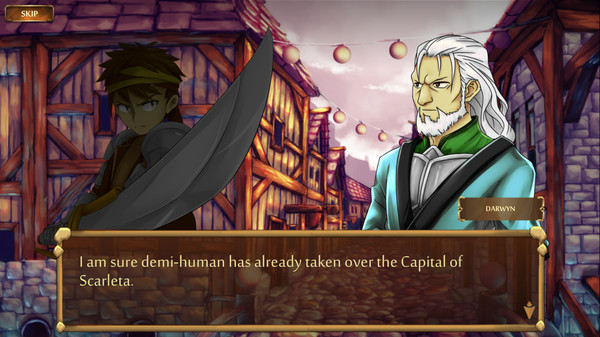 SKIP
DARWYN
I am sure demi-human has already taken over the Capital of
Scarleta.